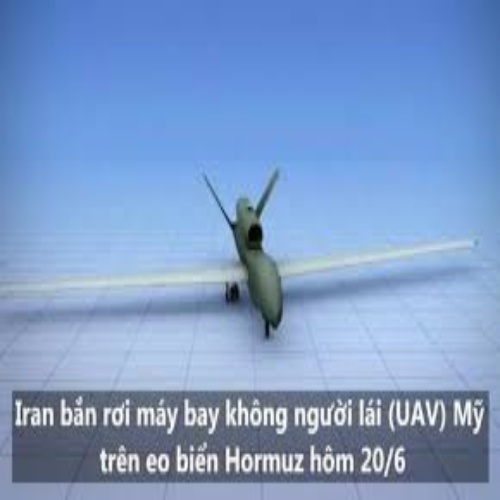 Iran bắn rơi máy bay không người lái (UAV) Mỹ
trên eo biển Hormuz hôm 20/6